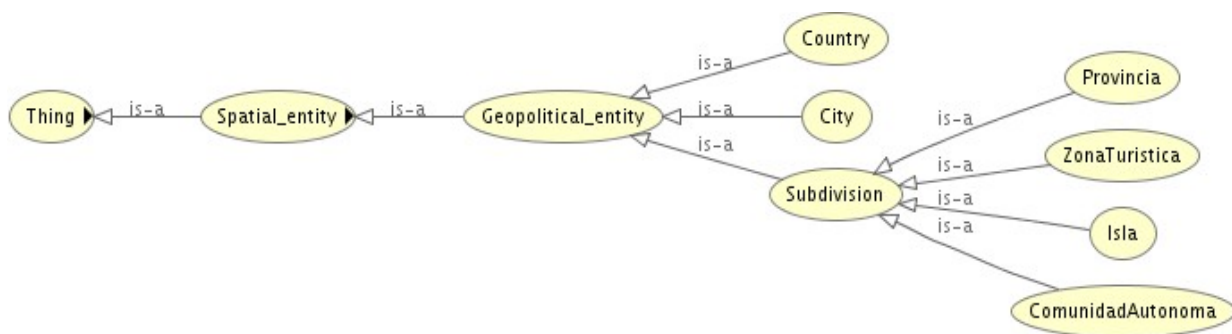 Thing
is-a
Spatial_entity
is-a
Geopolitical_entity
is-a
Country
is-a
City
is-a
Subdivision
is-a
Provincia
is-a
ZonaTuristica
is-a
Isla
is-a
ComunidadAutonoma